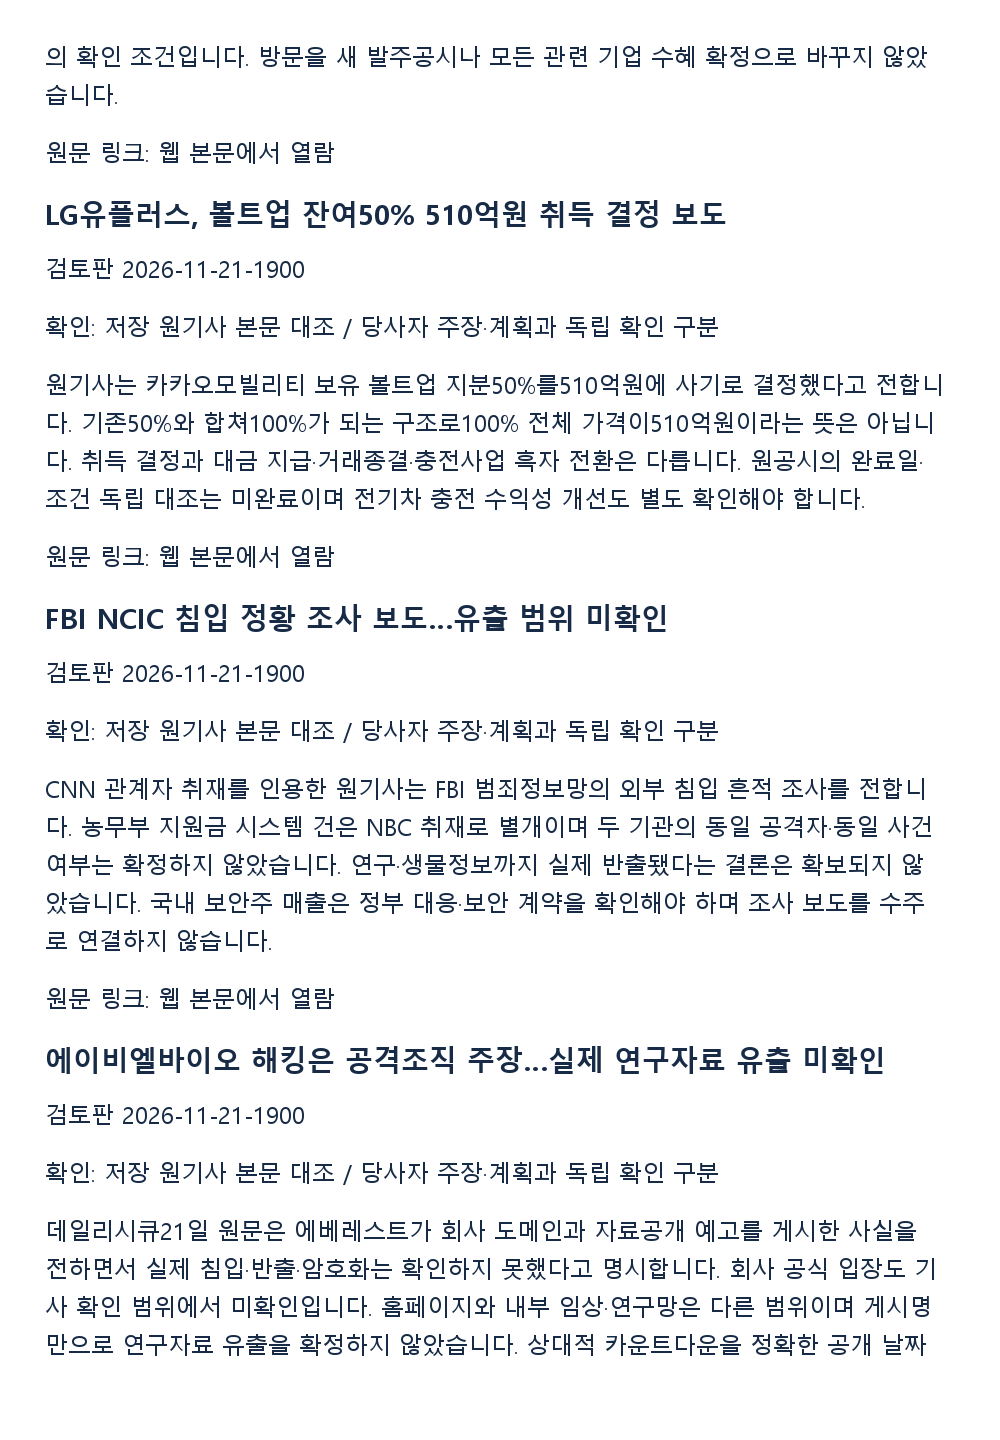 의 확인 조건입니다. 방문을 새 발주공시나 모든 관련 기업 수혜 확정으로 바꾸지 않았
습니다.
원문 링크: 웹 본문에서 열람
LG유플러스, 볼트업 잔여50% 510억원 취득 결정 보도
검토판 2026-11-21-1900
확인: 저장 원기사 본문 대조 / 당사자 주장·계획과 독립 확인 구분
원기사는 카카오모빌리티 보유 볼트업 지분50%를510억원에 사기로 결정했다고 전합니
다. 기존50%와 합쳐100%가 되는 구조로100% 전체 가격이510억원이라는 뜻은 아닙니
다. 취득 결정과 대금 지급·거래종결·충전사업 흑자 전환은 다릅니다. 원공시의 완료일·
조건 독립 대조는 미완료이며 전기차 충전 수익성 개선도 별도 확인해야 합니다.
원문 링크: 웹 본문에서 열람
FBI NCIC 침입 정황 조사 보도…유출 범위 미확인
검토판 2026-11-21-1900
확인: 저장 원기사 본문 대조 / 당사자 주장·계획과 독립 확인 구분
CNN 관계자 취재를 인용한 원기사는 FBI 범죄정보망의 외부 침입 흔적 조사를 전합니
다. 농무부 지원금 시스템 건은 NBC 취재로 별개이며 두 기관의 동일 공격자·동일 사건
여부는 확정하지 않았습니다. 연구·생물정보까지 실제 반출됐다는 결론은 확보되지 않
았습니다. 국내 보안주 매출은 정부 대응·보안 계약을 확인해야 하며 조사 보도를 수주
로 연결하지 않습니다.
원문 링크: 웹 본문에서 열람
에이비엘바이오 해킹은 공격조직 주장…실제 연구자료 유출 미확인
검토판 2026-11-21-1900
확인: 저장 원기사 본문 대조 / 당사자 주장·계획과 독립 확인 구분
데일리시큐21일 원문은 에베레스트가 회사 도메인과 자료공개 예고를 게시한 사실을
전하면서 실제 침입·반출·암호화는 확인하지 못했다고 명시합니다. 회사 공식 입장도 기
사 확인 범위에서 미확인입니다. 홈페이지와 내부 임상·연구망은 다른 범위이며 게시명
만으로 연구자료 유출을 확정하지 않았습니다. 상대적 카운트다운을 정확한 공개 날짜